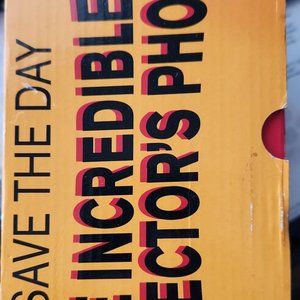 SAVE THE DAY
E INCREDIBLE
ECTOR'S PHO